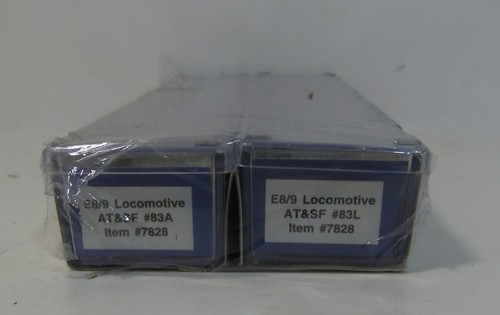 E8/9 Locomotive
AT&SF #83A
Item #7828
E8/9 Locomotive
AT&SF #83L
Item #7828